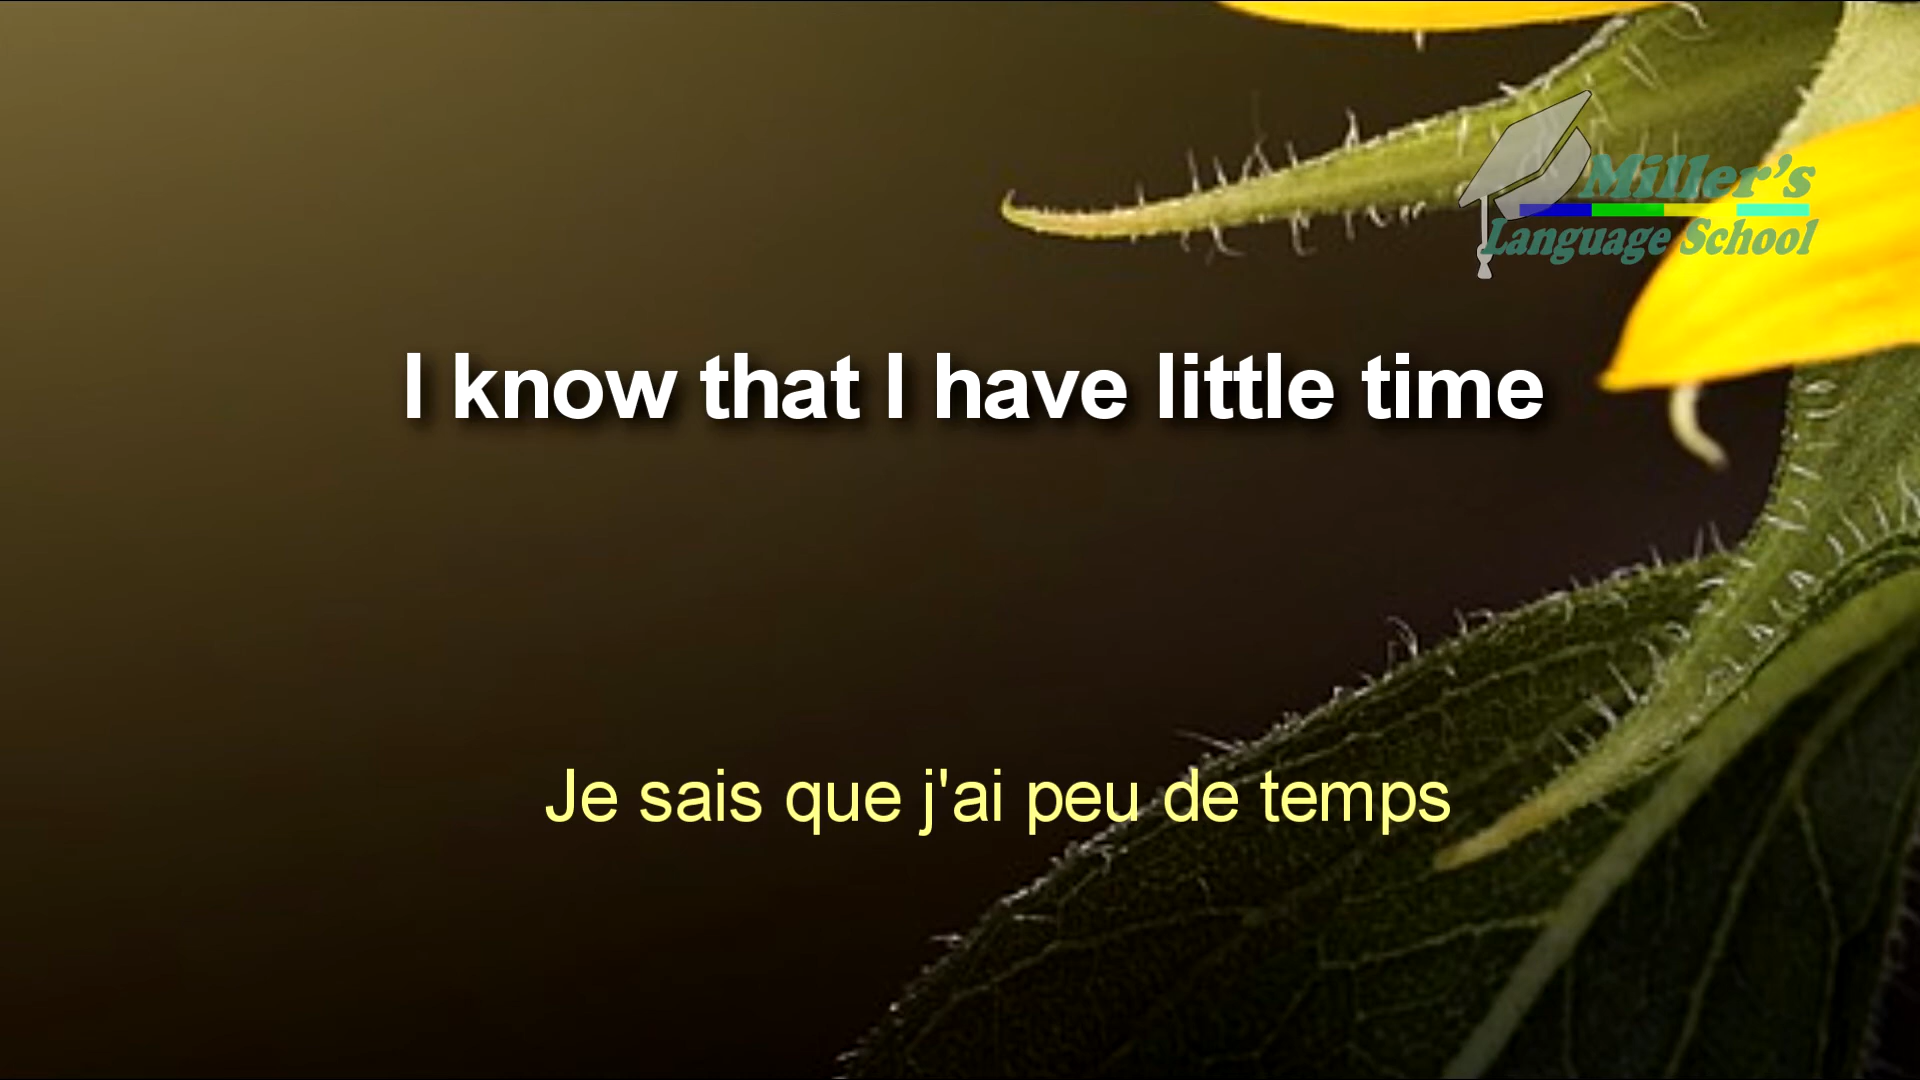 Miller's
Language School
I know that I have little time
Je sais que j'ai peu de temps